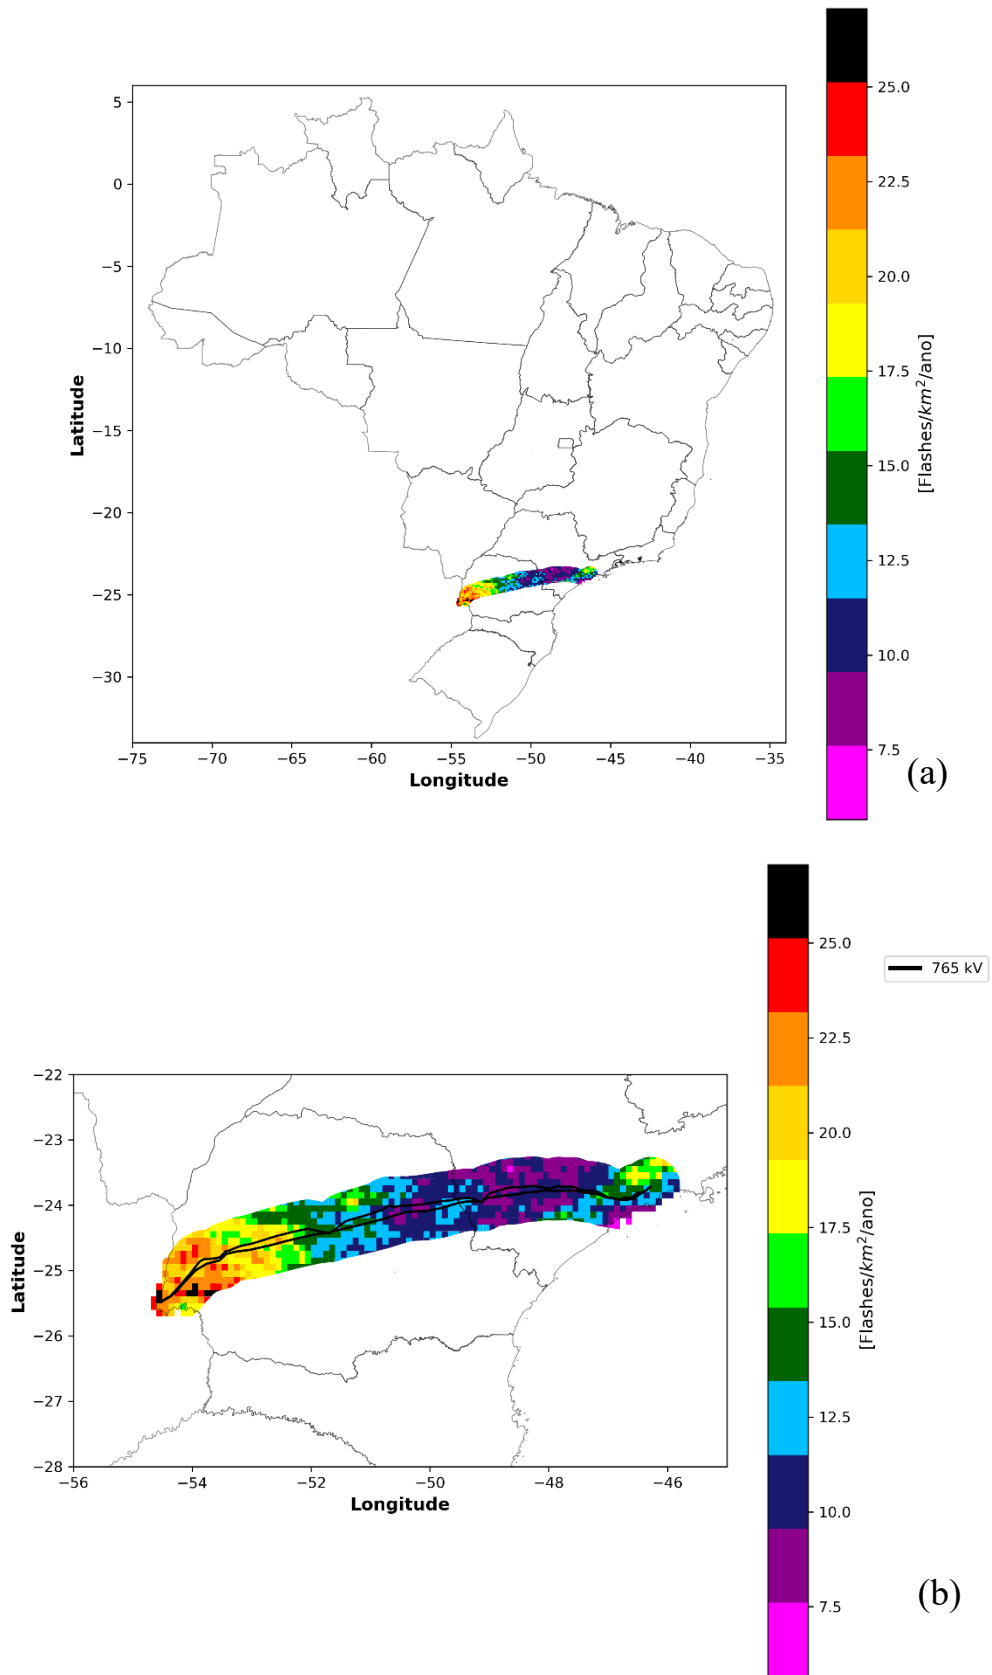 5
0
−5
−10
−15
−20
−25
−30
Latitude
−75 −70 −65 −60 −55 −50 −45 −40 −35
Longitude
25.0
22.5
20.0
17.5
15.0
12.5
10.0
7.5
[Flashes/km²/ano]
(a)
−22
−23
−24
−25
−26
−27
−28
Latitude
−56 −54 −52 −50 −48 −46
Longitude
25.0
22.5
20.0
17.5
15.0
12.5
10.0
7.5
[Flashes/km²/ano]
765 kV
(b)